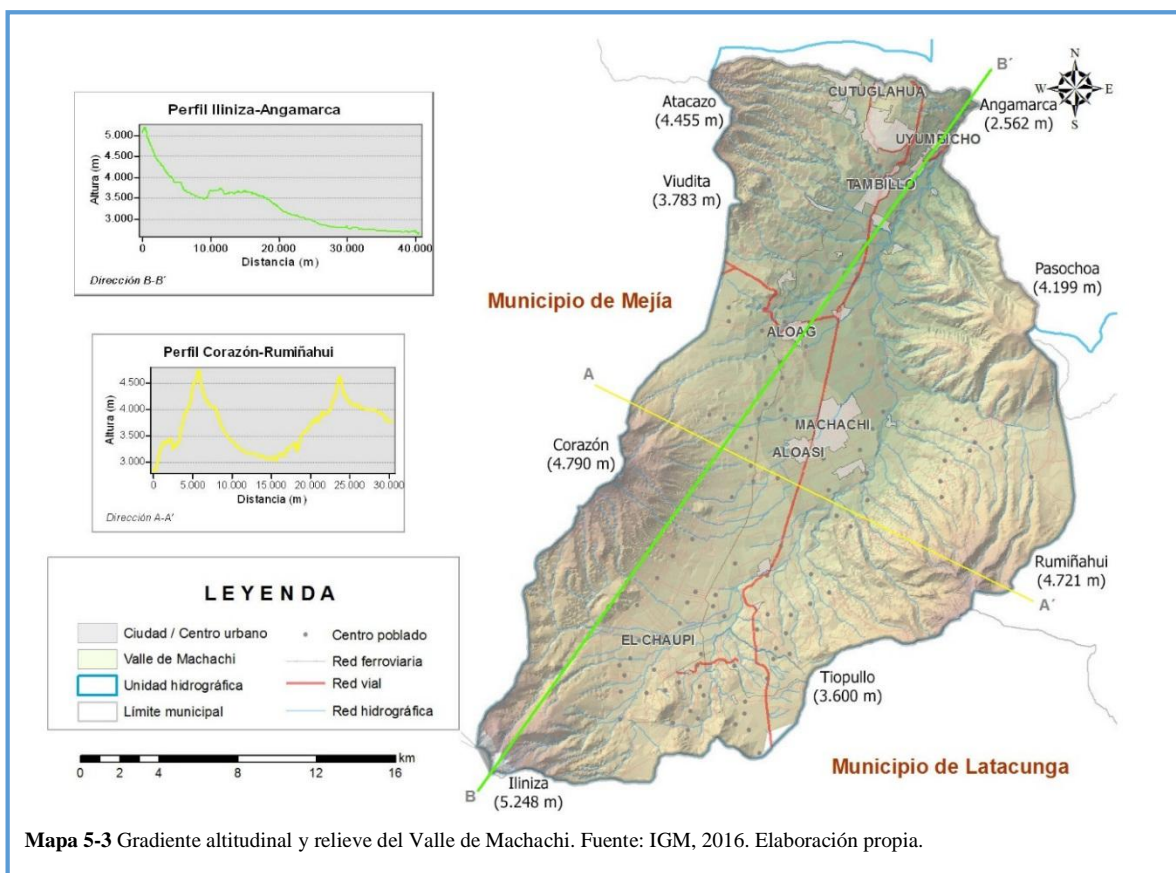 Perfil Iliniza-Angamarca
Altura (m)
5.000
4.500
4.000
3.500
3.000
0
10.000
20.000
30.000
40.000
Distancia (m)
Dirección B-B´
Perfil Corazón-Rumiñahui
Altura (m)
4.500
4.000
3.500
3.000
0
5.000
10.000
15.000
20.000
25.000
30.000
Distancia (m)
Dirección A-A'
LEYENDA
Ciudad / Centro urbano
Valle de Machachi
Unidad hidrográfica
Límite municipal
Centro poblado
Red ferroviaria
Red vial
Red hidrográfica
0 2 4 8 12 16
km
N
W
E
S
B´
Atacazo
(4.455 m)
CUTUGLAHUA
Angamarca
(2.562 m)
UYUMBICHO
Viudita
(3.783 m)
TAMBILLO
Pasochoa
(4.199 m)
Municipio de Mejía
ALOAG
A
MACHACHI
ALOASI
Corazón
(4.790 m)
Rumiñahui
(4.721 m)
A´
EL CHAUPI
Tiopullo
(3.600 m)
Municipio de Latacunga
Iliniza
(5.248 m)
B
Mapa 5-3 Gradiente altitudinal y relieve del Valle de Machachi. Fuente: IGM, 2016. Elaboración propia.